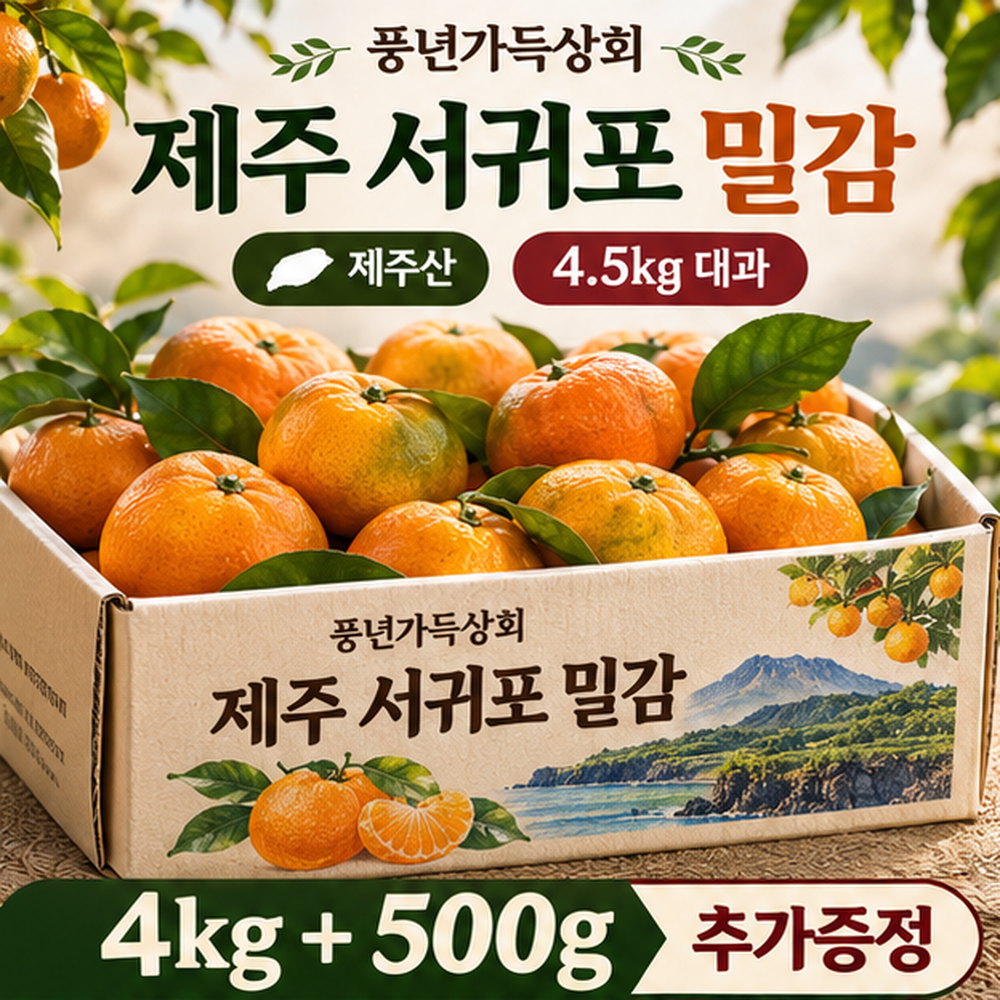 풍년가득상회
제주 서귀포 밀감
제주산
4.5kg 대과
풍년가득상회
제주 서귀포 밀감
4kg + 500g 추가증정